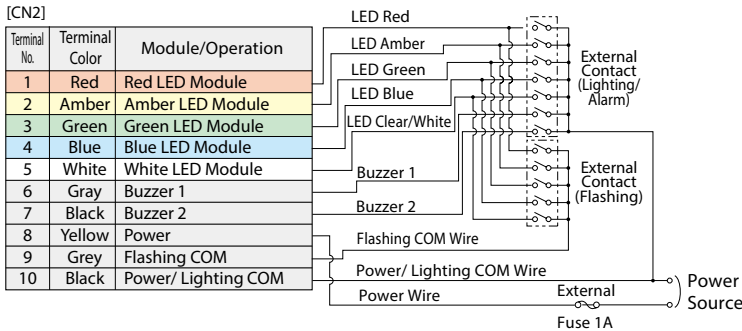 [CN2]
Terminal No. Terminal Color Module/Operation
1 Red Red LED Module
2 Amber Amber LED Module
3 Green Green LED Module
4 Blue Blue LED Module
5 White White LED Module
6 Gray Buzzer 1
7 Black Buzzer 2
8 Yellow Power
9 Grey Flashing COM
10 Black Power/ Lighting COM
LED Red
LED Amber
LED Green
LED Blue
LED Clear/White
Buzzer 1
Buzzer 2
Flashing COM Wire
Power/ Lighting COM Wire
Power Wire
External
Contact
(Lighting/
Alarm)
External
Contact
(Flashing)
External
Fuse 1A
Power
Source